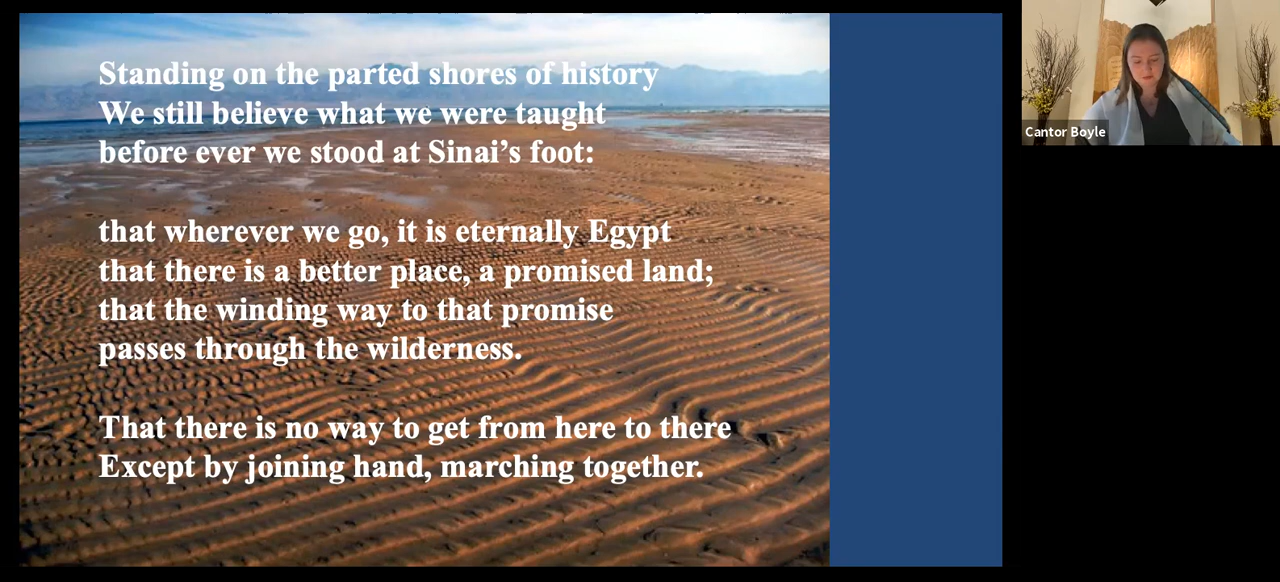 Standing on the parted shores of history
We still believe what we were taught
before ever we stood at Sinai’s foot:
that wherever we go, it is eternally Egypt
that there is a better place, a promised land;
that the winding way to that promise
passes through the wilderness.
That there is no way to get from here to there
Except by joining hand, marching together.
Cantor Boyle